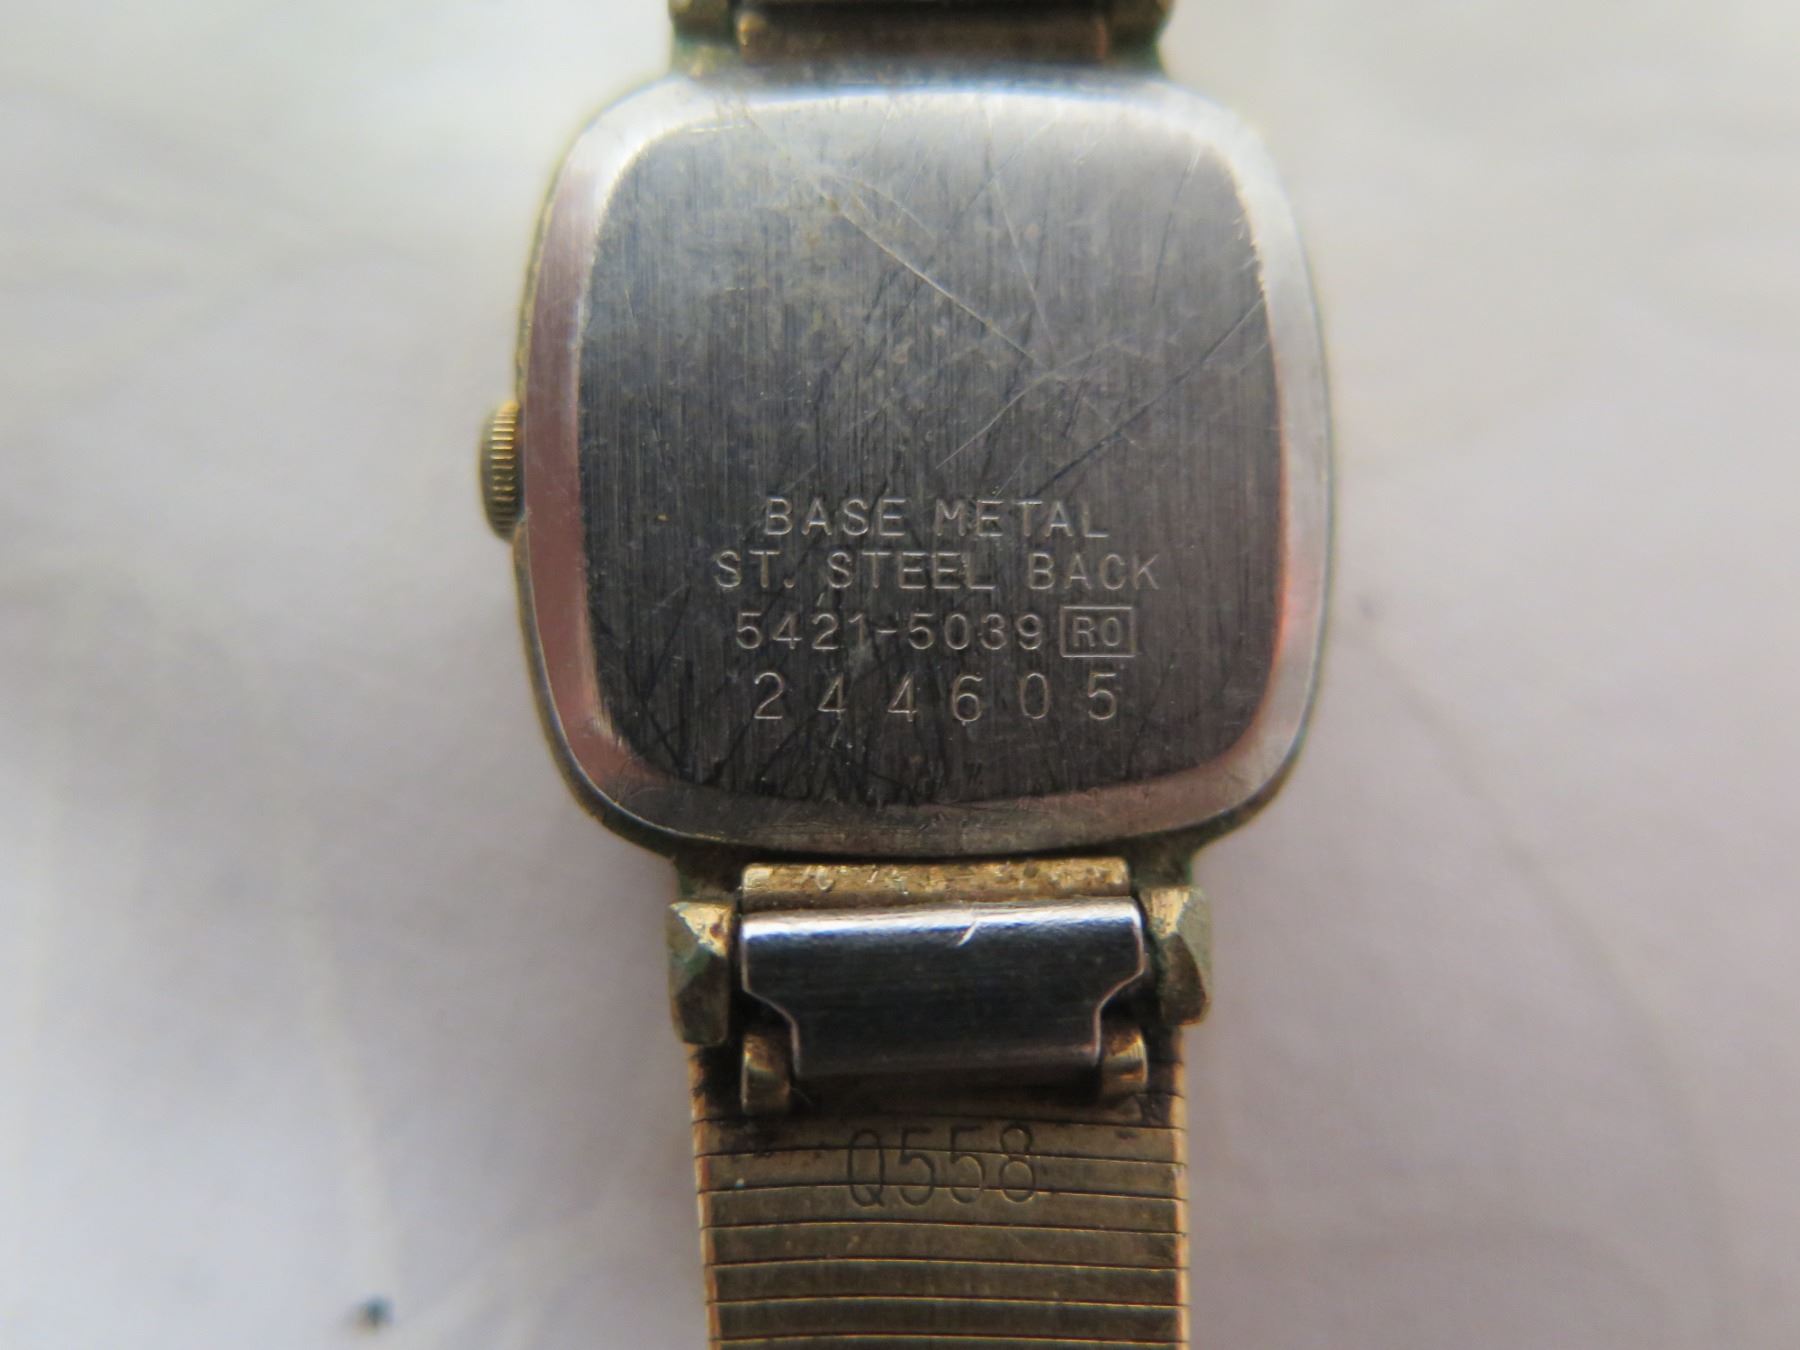 BASE METAL
ST. STEEL BACK
5421-5039 RO
244605
Q558